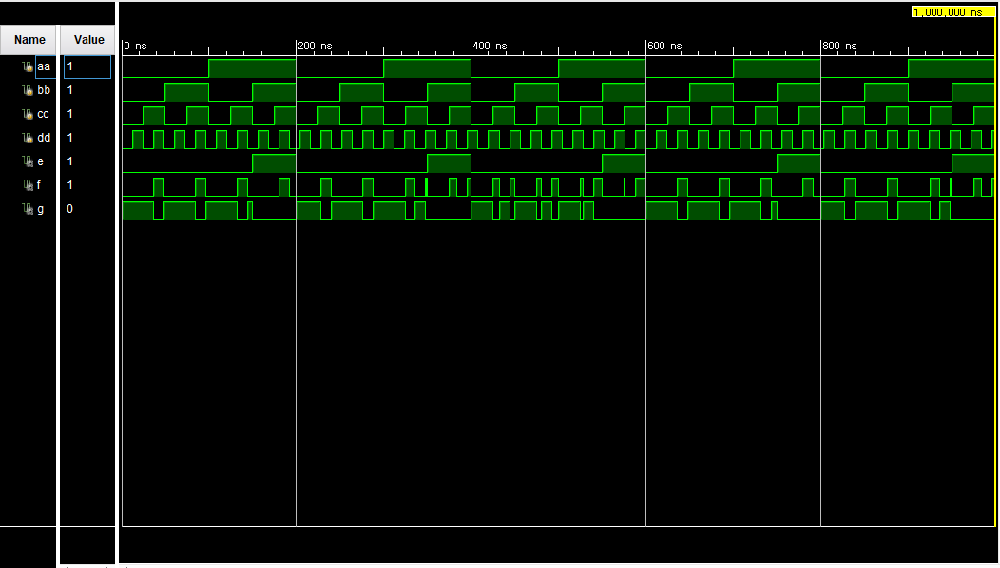 1,000,000 ns
Name Value
0 ns 200 ns 400 ns 600 ns 800 ns
aa 1
bb 1
cc 1
dd 1
e 1
f 1
g 0